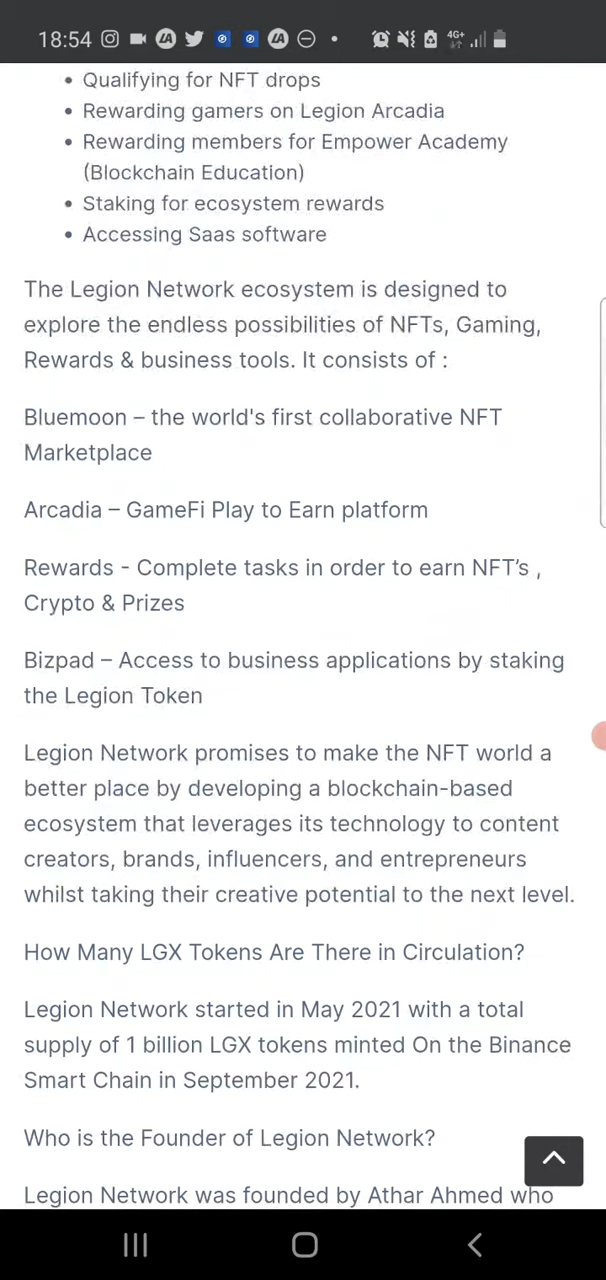 18:54
4G+
• Qualifying for NFT drops
• Rewarding gamers on Legion Arcadia
• Rewarding members for Empower Academy
(Blockchain Education)
• Staking for ecosystem rewards
• Accessing Saas software
The Legion Network ecosystem is designed to
explore the endless possibilities of NFTs, Gaming,
Rewards & business tools. It consists of :
Bluemoon – the world's first collaborative NFT
Marketplace
Arcadia – GameFi Play to Earn platform
Rewards - Complete tasks in order to earn NFT’s ,
Crypto & Prizes
Bizpad – Access to business applications by staking
the Legion Token
Legion Network promises to make the NFT world a
better place by developing a blockchain-based
ecosystem that leverages its technology to content
creators, brands, influencers, and entrepreneurs
whilst taking their creative potential to the next level.
How Many LGX Tokens Are There in Circulation?
Legion Network started in May 2021 with a total
supply of 1 billion LGX tokens minted On the Binance
Smart Chain in September 2021.
Who is the Founder of Legion Network?
Legion Network was founded by Athar Ahmed who